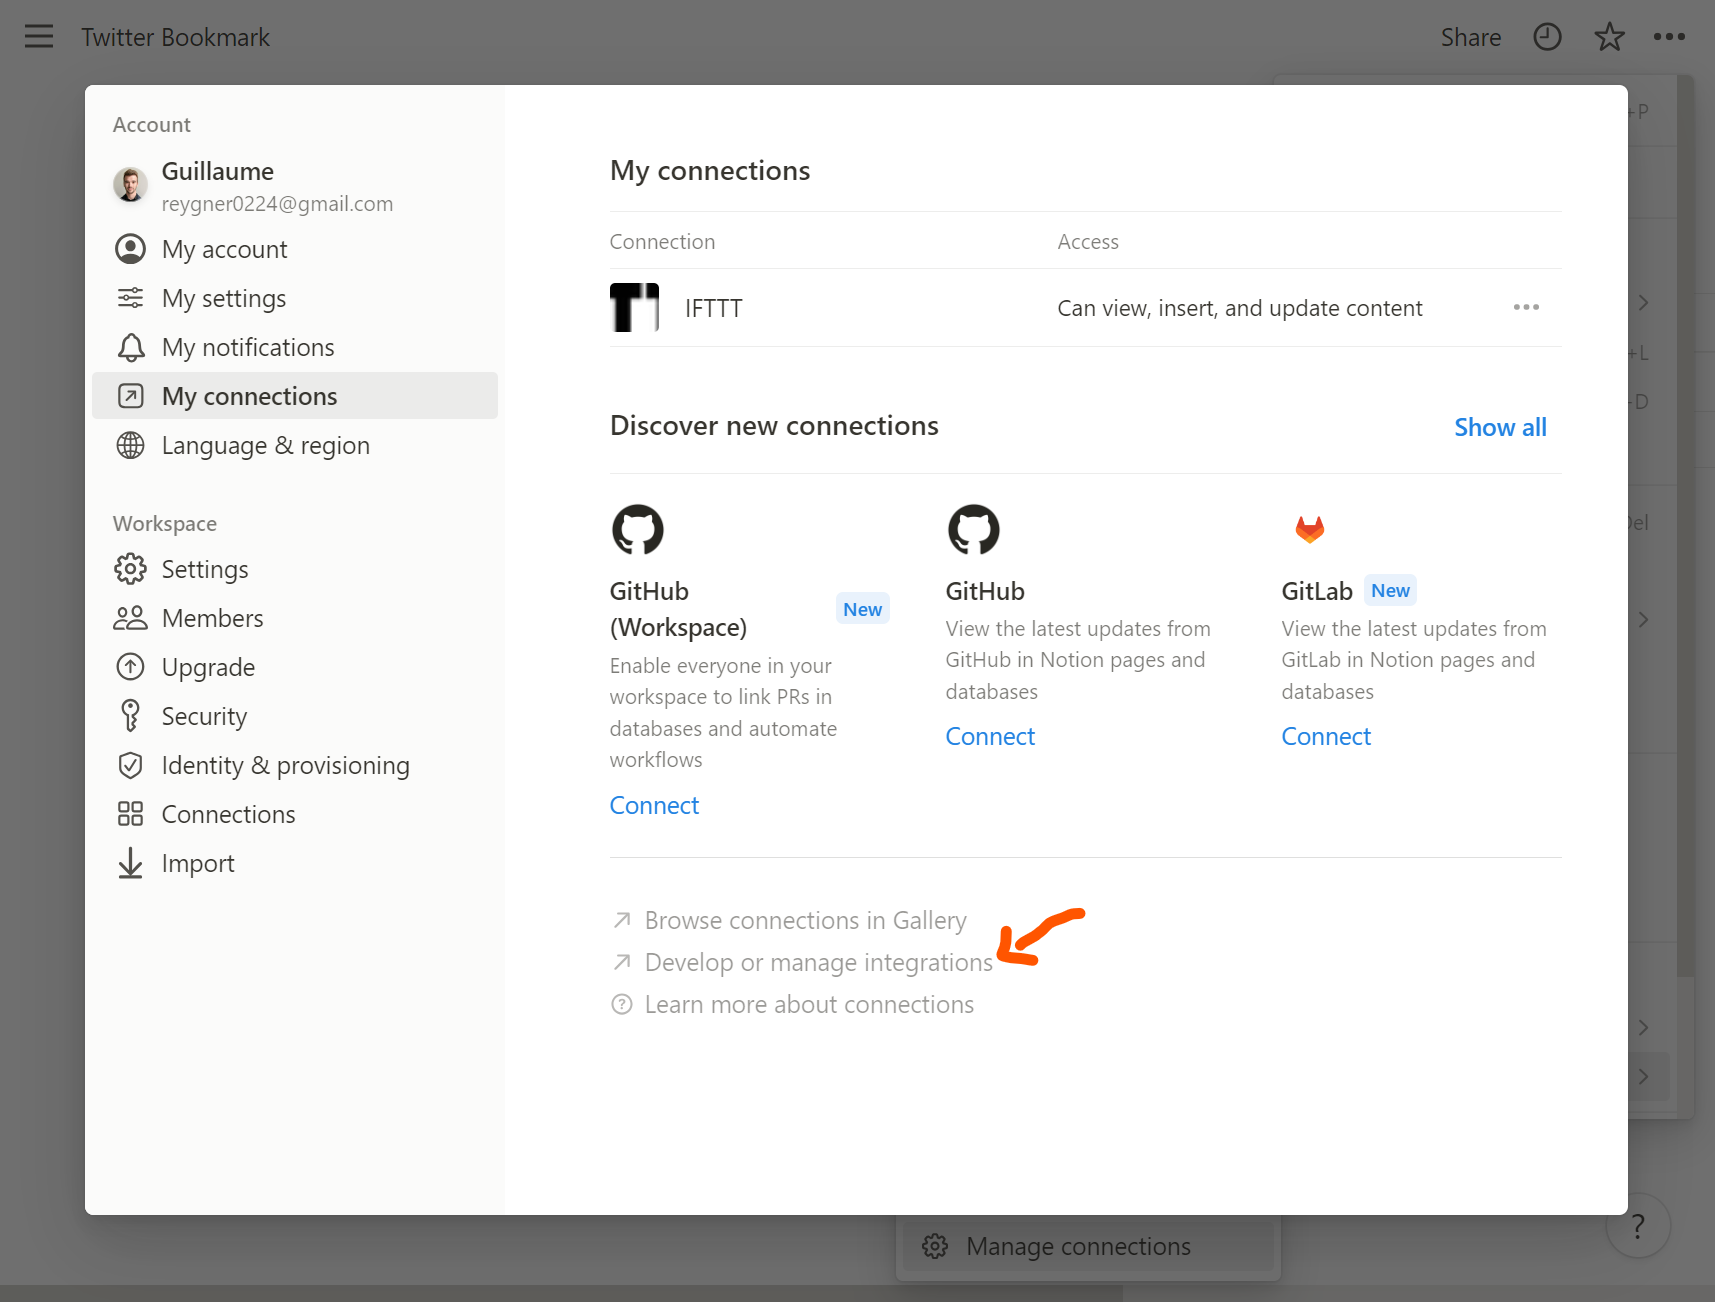 Twitter Bookmark
Share
Account
Guillaume
reygner0224@gmail.com
My account
My settings
My notifications
My connections
Language & region
Workspace
Settings
Members
Upgrade
Security
Identity & provisioning
Connections
Import
My connections
Connection Access
IFTTT Can view, insert, and update content
Discover new connections Show all
GitHub
(Workspace)
New
Enable everyone in your
workspace to link PRs in
databases and automate
workflows
Connect
GitHub
View the latest updates from
GitHub in Notion pages and
databases
Connect
GitLab New
View the latest updates from
GitLab in Notion pages and
databases
Connect
Browse connections in Gallery
Develop or manage integrations
Learn more about connections
+P
+L
+D
Manage connections
?